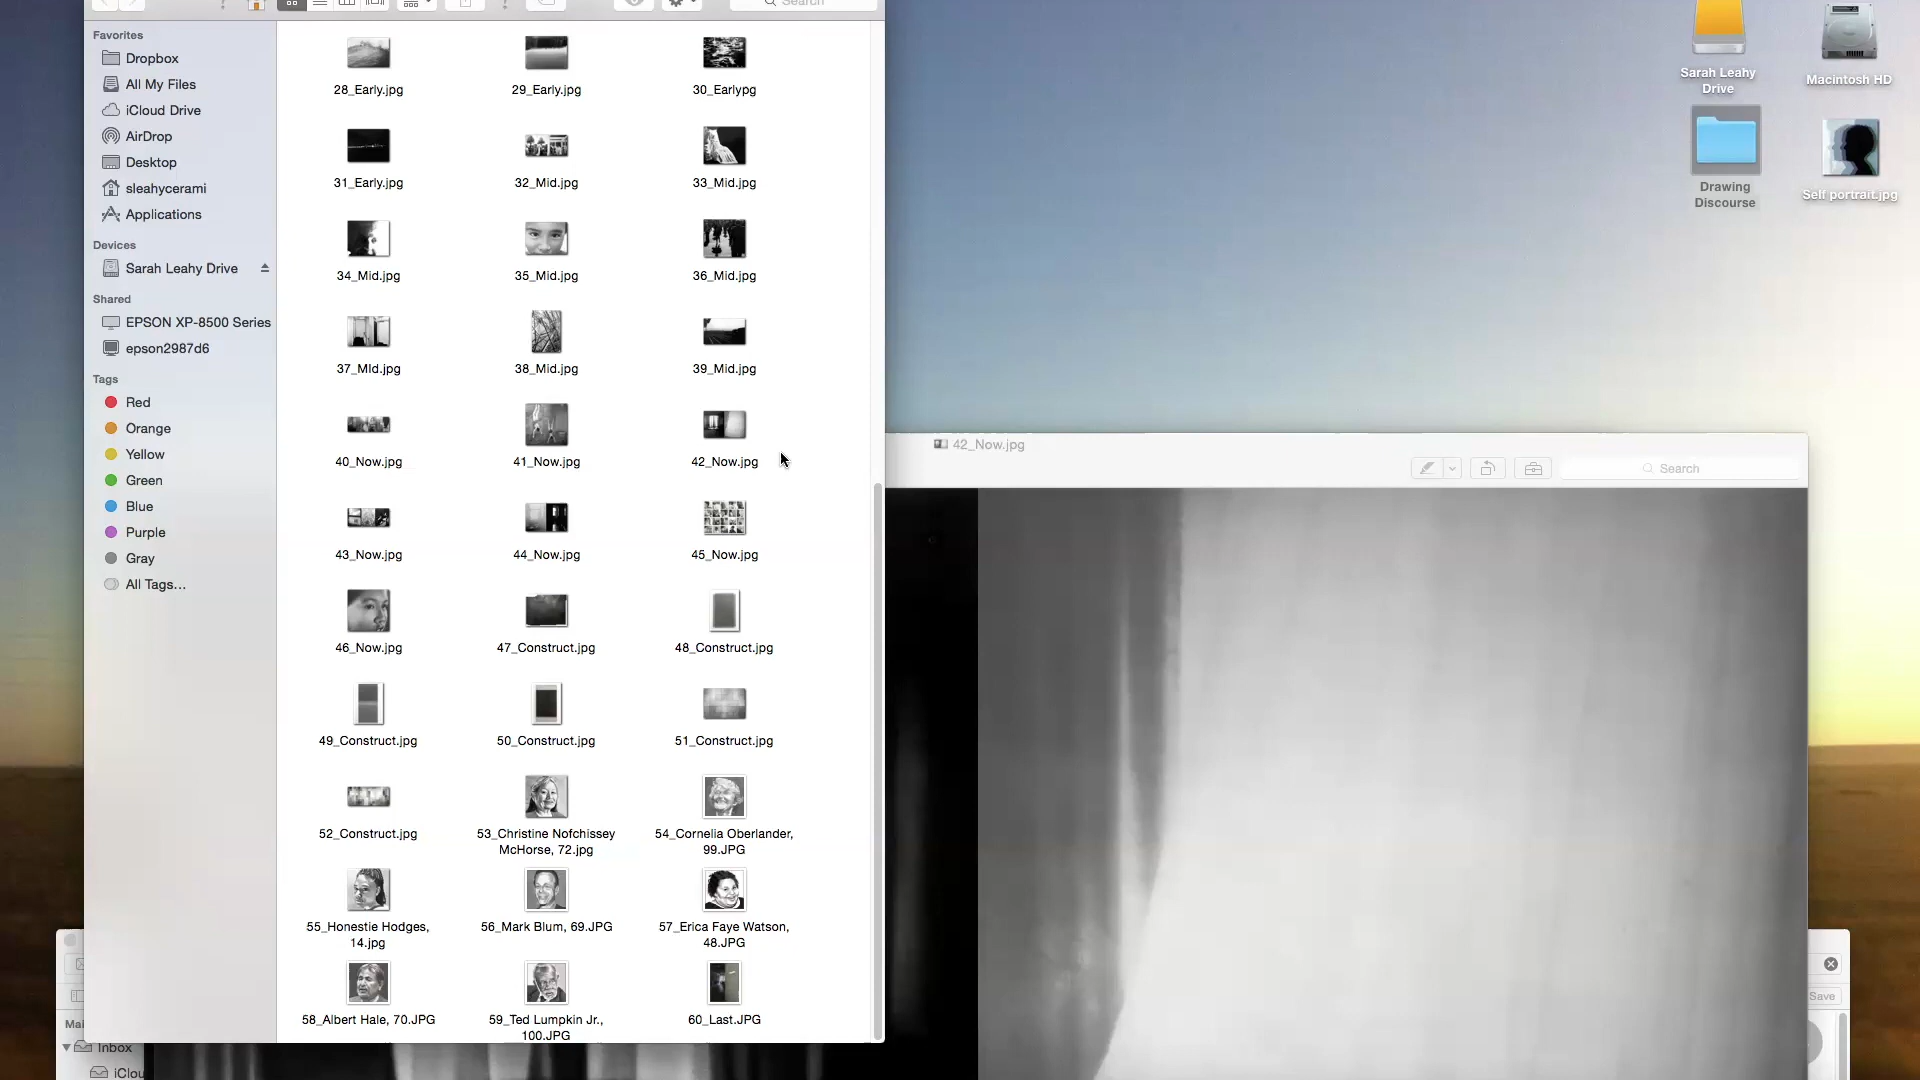 Search
Favorites
Dropbox
All My Files
iCloud Drive
AirDrop
Desktop
sleahycerami
Applications
Devices
Sarah Leahy Drive
Shared
EPSON XP-8500 Series
epson2987d6
Tags
Red
Orange
Yellow
Green
Blue
Purple
Gray
All Tags...
28_Early.jpg
29_Early.jpg
30_Earlypg
31_Early.jpg
32_Mid.jpg
33_Mid.jpg
34_Mid.jpg
35_Mid.jpg
36_Mid.jpg
37_MId.jpg
38_Mid.jpg
39_Mid.jpg
40_Now.jpg
41_Now.jpg
42_Now.jpg
43_Now.jpg
44_Now.jpg
45_Now.jpg
46_Now.jpg
47_Construct.jpg
48_Construct.jpg
49_Construct.jpg
50_Construct.jpg
51_Construct.jpg
52_Construct.jpg
53_Christine Nofchissey
McHorse, 72.jpg
54_Cornelia Oberlander,
99.JPG
55_Honestie Hodges,
14.jpg
56_Mark Blum, 69.JPG
57_Erica Faye Watson,
48.JPG
58_Albert Hale, 70.JPG
59_Ted Lumpkin Jr.,
100.JPG
60_Last.JPG
Sarah Leahy
Drive
Macintosh HD
Drawing
Discourse
Self portrait.jpg
42_Now.jpg
Search
Save
Mai
Inbox
iClou